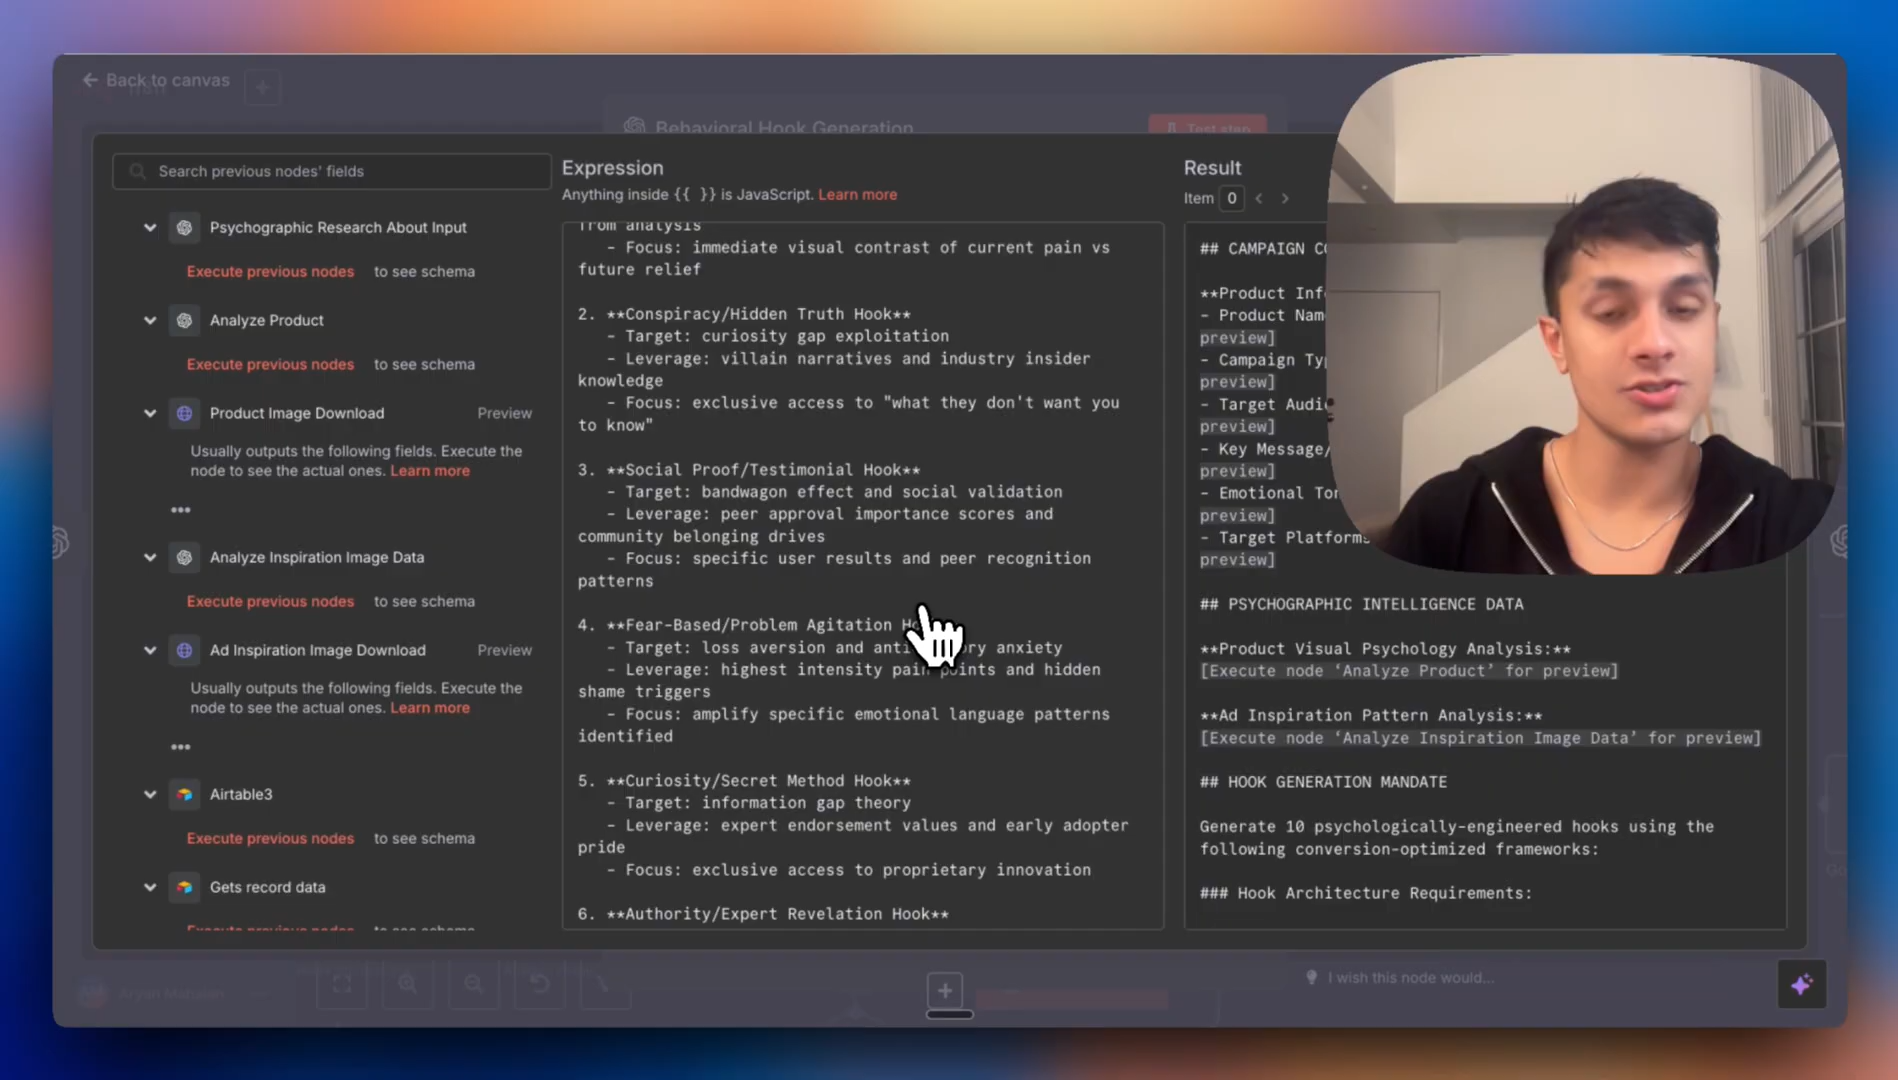 Back to canvas
Behavioral Hook Generation
Test step
Search previous nodes' fields
Psychographic Research About Input
Execute previous nodes to see schema
Analyze Product
Execute previous nodes to see schema
Product Image Download Preview
Usually outputs the following fields. Execute the
node to see the actual ones. Learn more
•••
Analyze Inspiration Image Data
Execute previous nodes to see schema
Ad Inspiration Image Download Preview
Usually outputs the following fields. Execute the
node to see the actual ones. Learn more
•••
Airtable3
Execute previous nodes to see schema
Gets record data
Execute previous nodes to see schema
Expression
Anything inside {{ }} is JavaScript. Learn more
from analysis
- Focus: immediate visual contrast of current pain vs
future relief
2. **Conspiracy/Hidden Truth Hook**
- Target: curiosity gap exploitation
- Leverage: villain narratives and industry insider
knowledge
- Focus: exclusive access to "what they don't want you
to know"
3. **Social Proof/Testimonial Hook**
- Target: bandwagon effect and social validation
- Leverage: peer approval importance scores and
community belonging drives
- Focus: specific user results and peer recognition
patterns
4. **Fear-Based/Problem Agitation
- Target: loss aversion and anxiety
- Leverage: highest intensity pain points and hidden
shame triggers
- Focus: amplify specific emotional language patterns
identified
5. **Curiosity/Secret Method Hook**
- Target: information gap theory
- Leverage: expert endorsement values and early adopter
pride
- Focus: exclusive access to proprietary innovation
6. **Authority/Expert Revelation Hook**
Result
Item 0
## CAMPAIGN
**Product
- Product
preview]
- Campaign
preview]
- Target
preview]
- Key Message/
preview]
- Emotional
preview]
- Target Platforms
preview]
## PSYCHOGRAPHIC INTELLIGENCE DATA
**Product Visual Psychology Analysis:**
[Execute node ‘Analyze Product’ for preview]
**Ad Inspiration Pattern Analysis:**
[Execute node ‘Analyze Inspiration Image Data’ for preview]
## HOOK GENERATION MANDATE
Generate 10 psychologically-engineered hooks using the
following conversion-optimized frameworks:
### Hook Architecture Requirements:
I wish this node would...